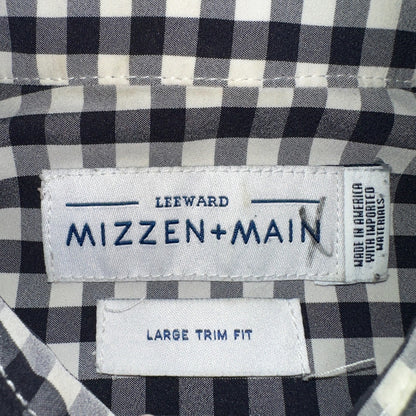 LEEWARD
MIZZEN+MAIN
MADE IN AMERICA
WITH IMPORTED
MATERIALS
LARGE TRIM FIT